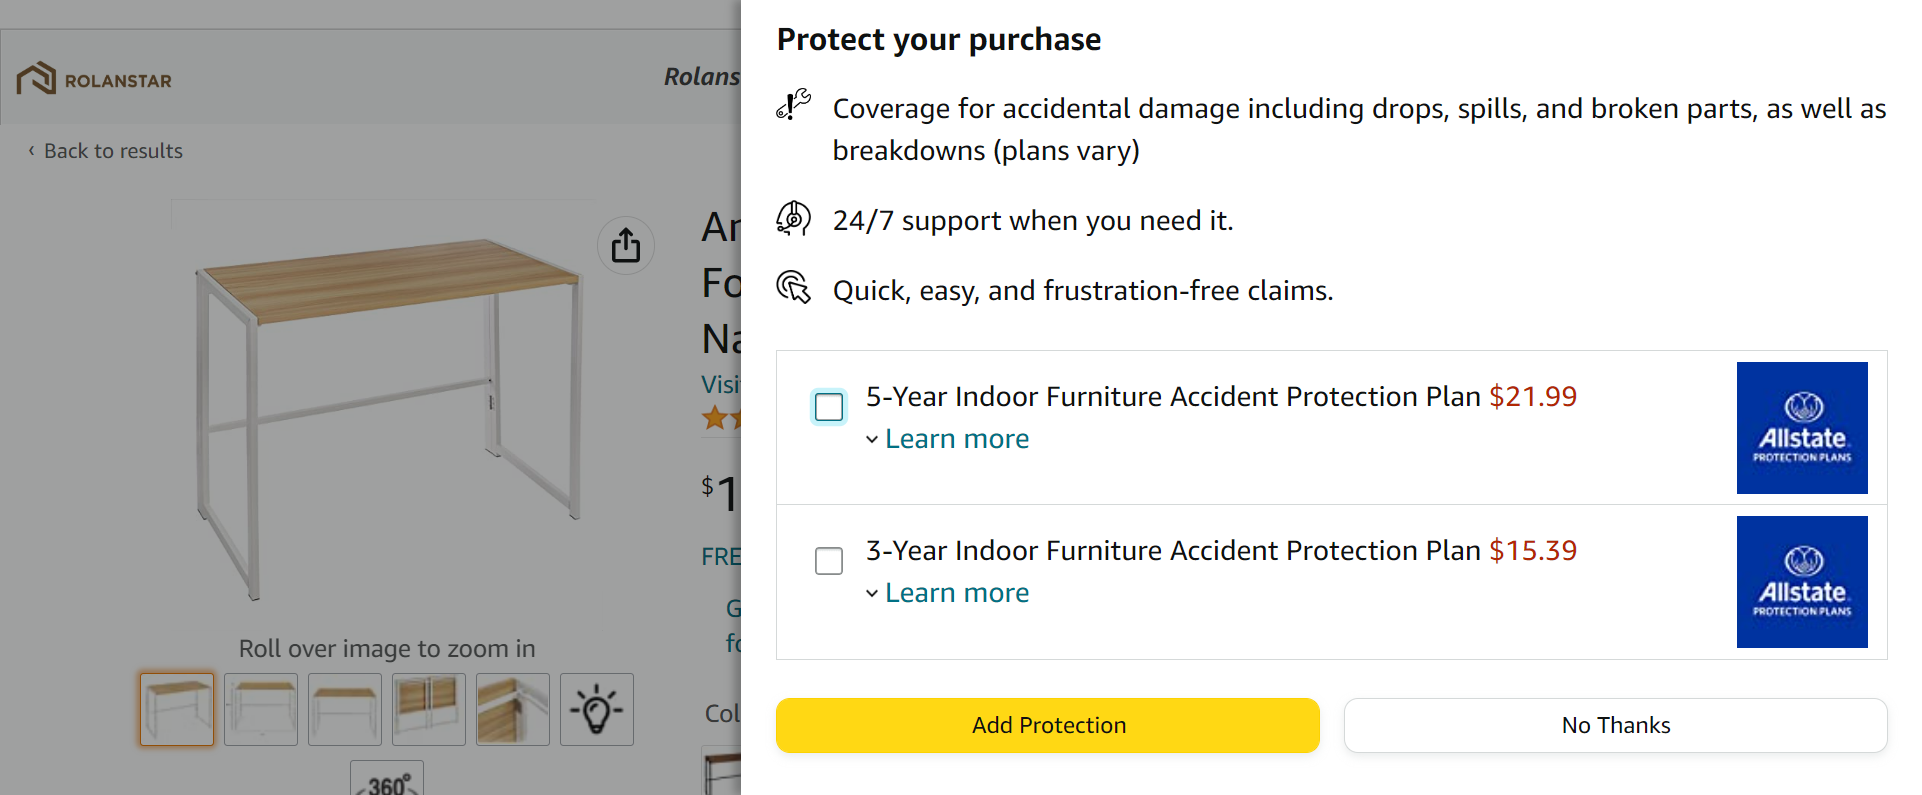 ROLANSTAR
Rolans
‹ Back to results
An
Fo
Na
Visi
$1
FRE
G
fo
Roll over image to zoom in
Col
360°
Protect your purchase
Coverage for accidental damage including drops, spills, and broken parts, as well as
breakdowns (plans vary)
24/7 support when you need it.
Quick, easy, and frustration-free claims.
5-Year Indoor Furniture Accident Protection Plan $21.99
Learn more
Allstate
PROTECTION PLANS
3-Year Indoor Furniture Accident Protection Plan $15.39
Learn more
Allstate
PROTECTION PLANS
Add Protection
No Thanks